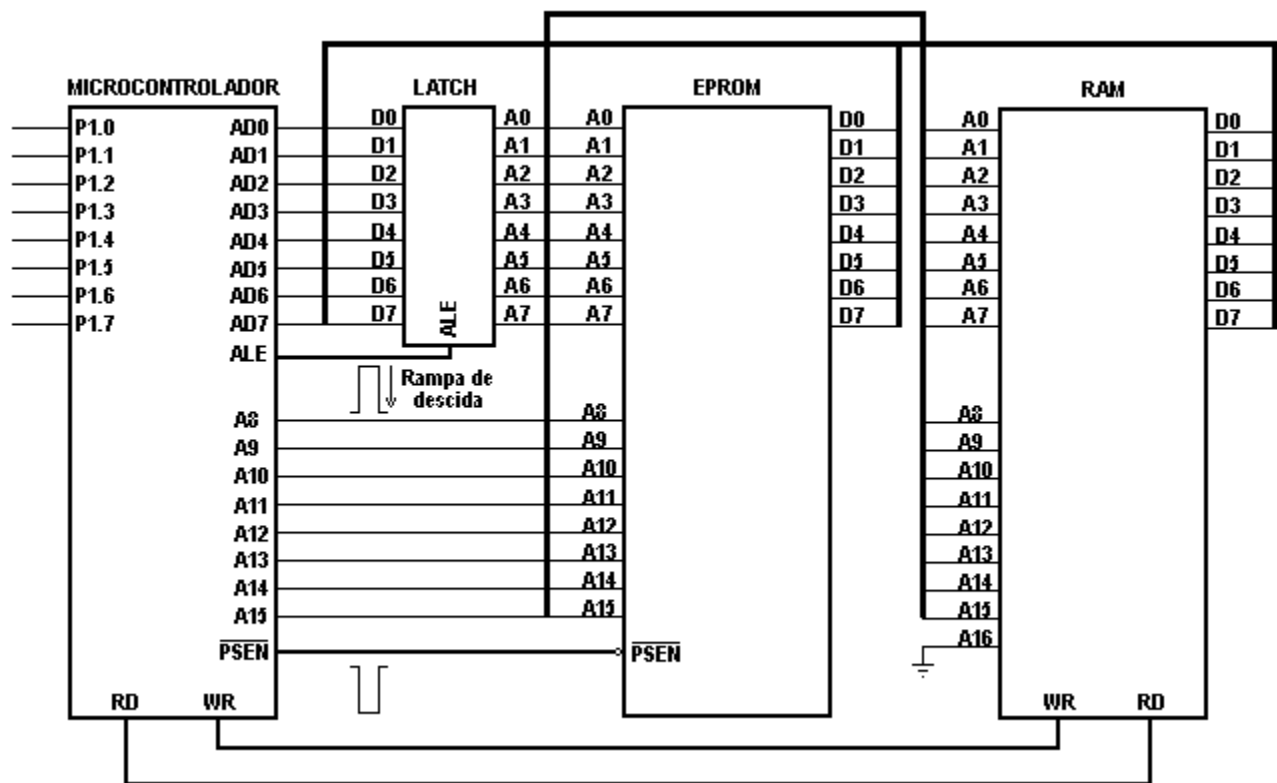 MICROCONTROLADOR LATCH EPROM RAM
P1.0 AD0 D0 A0 A0 D0 A0 D0
P1.1 AD1 D1 A1 A1 D1 A1 D1
P1.2 AD2 D2 A2 A2 D2 A2 D2
P1.3 AD3 D3 A3 A3 D3 A3 D3
P1.4 AD4 D4 A4 A4 D4 A4 D4
P1.5 AD5 D5 A5 A5 D5 A5 D5
P1.6 AD6 D6 A6 A6 D6 A6 D6
P1.7 AD7 D7 A7 A7 D7 A7 D7
ALE ALE
Rampa de
descida
A8 A8 A8
A9 A9 A9
A10 A10 A10
A11 A11 A11
A12 A12 A12
A13 A13 A13
A14 A14 A14
A15 A15 A15
PSEN PSEN A16
RD WR WR RD